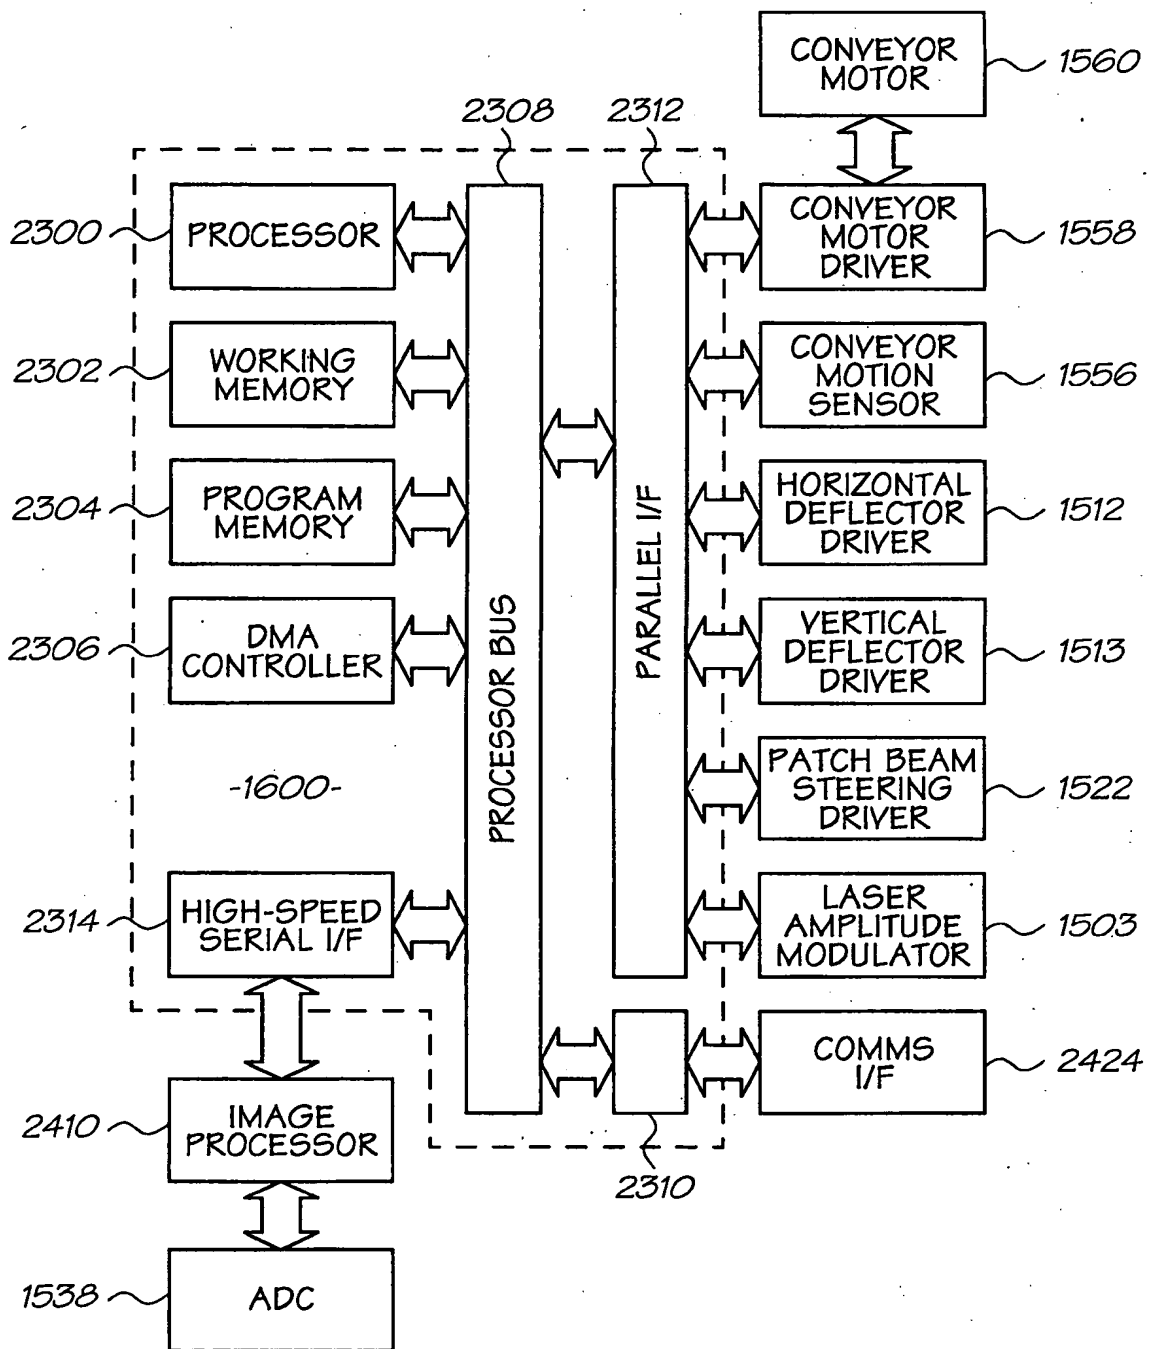 CONVEYOR
MOTOR
1560
2308
2312
2300
PROCESSOR
CONVEYOR
MOTOR
DRIVER
1558
2302
WORKING
MEMORY
CONVEYOR
MOTION
SENSOR
1556
2304
PROGRAM
MEMORY
HORIZONTAL
DEFLECTOR
DRIVER
1512
PROCESSOR BUS
PARALLEL I/F
2306
DMA
CONTROLLER
VERTICAL
DEFLECTOR
DRIVER
1513
-1600-
PATCH BEAM
STEERING
DRIVER
1522
2314
HIGH-SPEED
SERIAL I/F
LASER
AMPLITUDE
MODULATOR
1503
COMMS
I/F
2424
2410
IMAGE
PROCESSOR
2310
1538
ADC